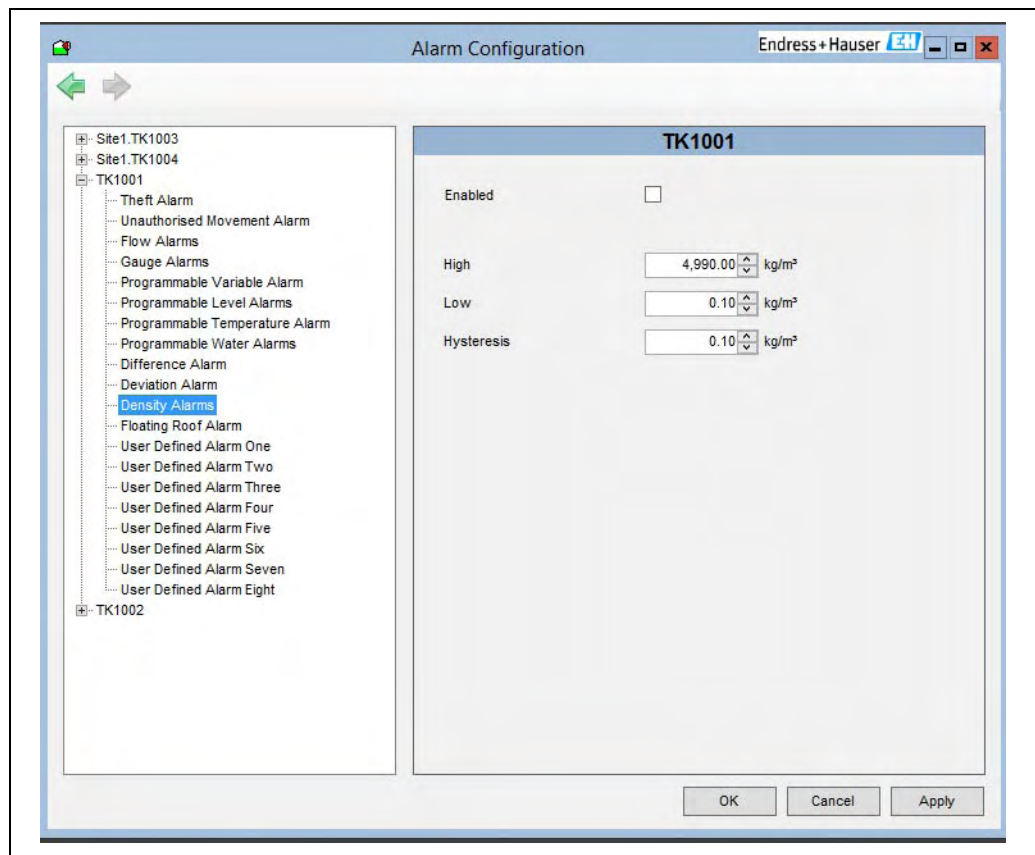 Alarm Configuration
Endress+Hauser EH
Site1.TK1003
Site1.TK1004
TK1001
Theft Alarm
Unauthorised Movement Alarm
Flow Alarms
Gauge Alarms
Programmable Variable Alarm
Programmable Level Alarms
Programmable Temperature Alarm
Programmable Water Alarms
Difference Alarm
Deviation Alarm
Density Alarms
Floating Roof Alarm
User Defined Alarm One
User Defined Alarm Two
User Defined Alarm Three
User Defined Alarm Four
User Defined Alarm Five
User Defined Alarm Six
User Defined Alarm Seven
User Defined Alarm Eight
TK1002
TK1001
Enabled
High 4,990.00 kg/m³
Low 0.10 kg/m³
Hysteresis 0.10 kg/m³
OK Cancel Apply